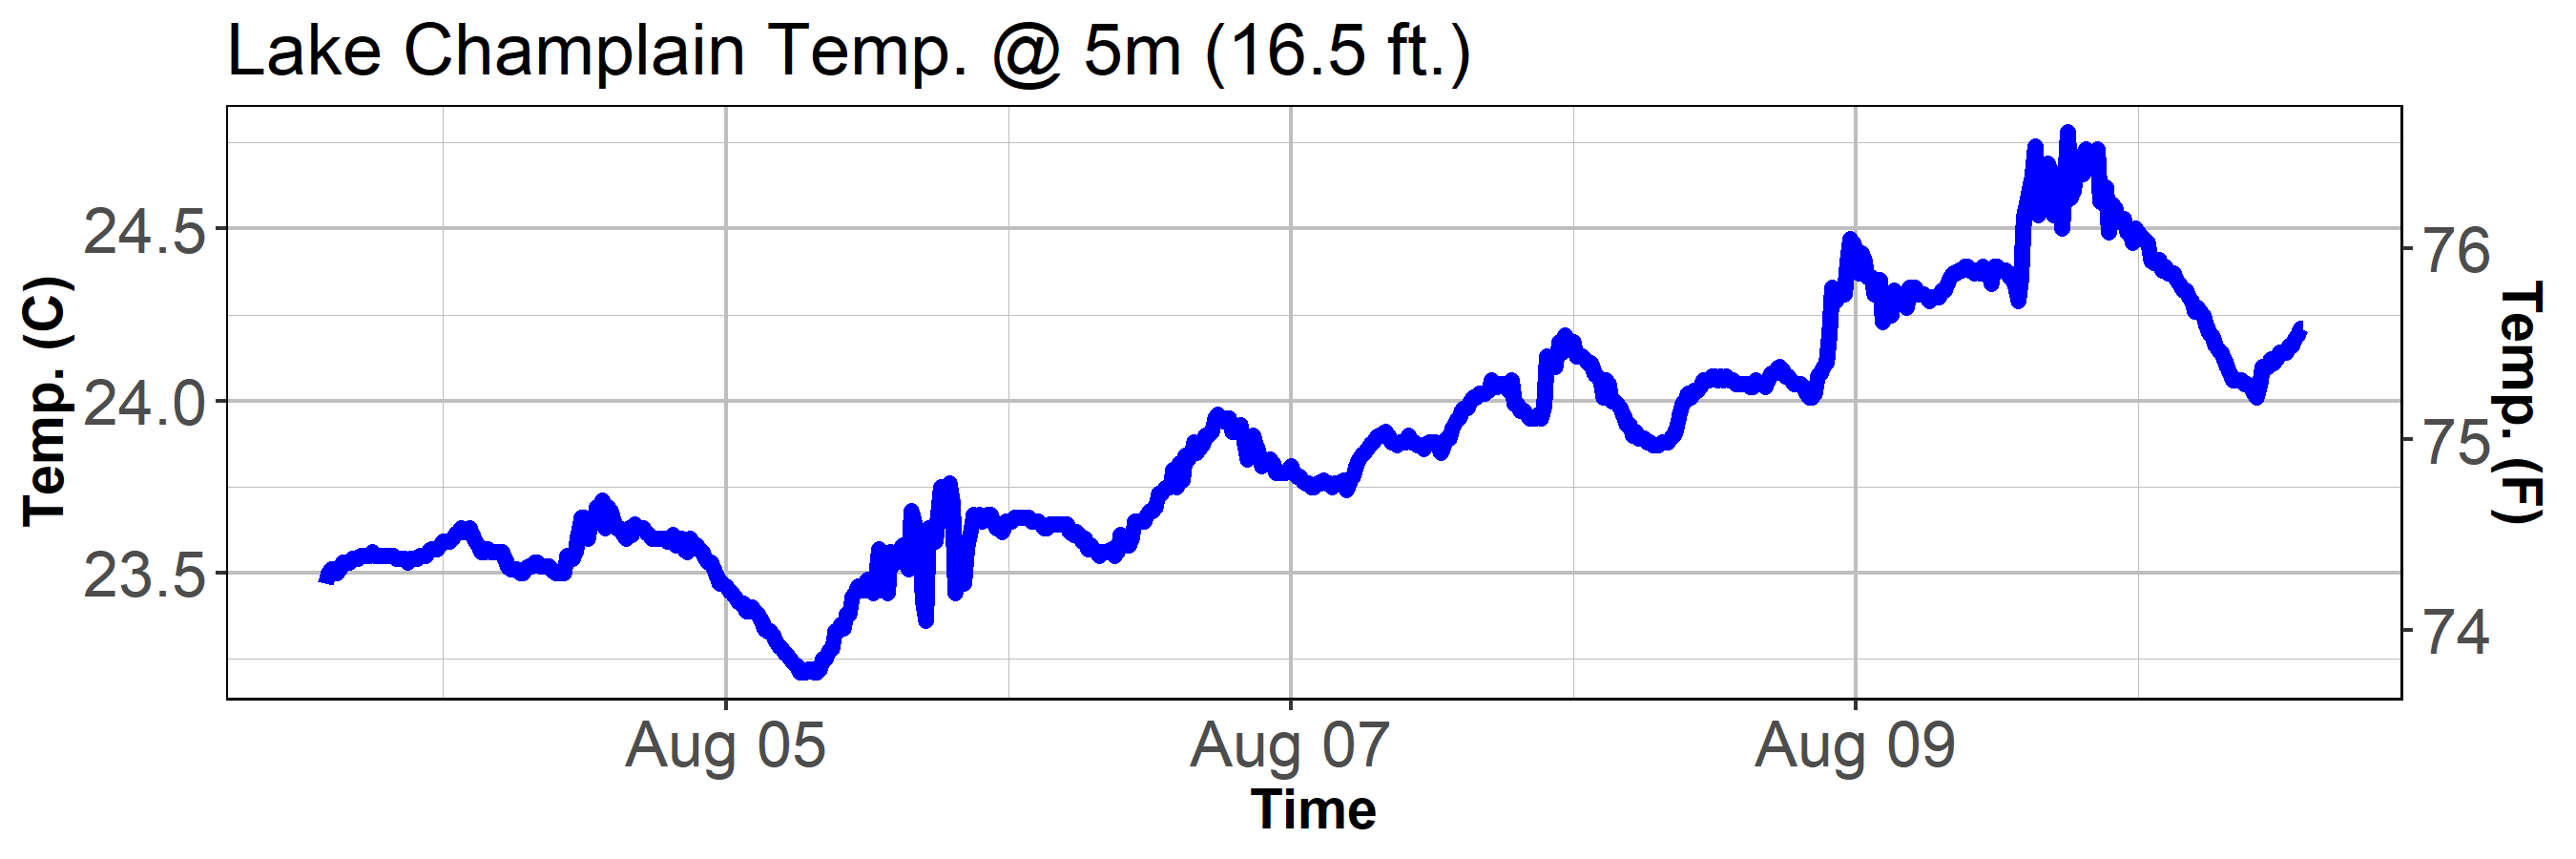 Lake Champlain Temp. @ 5m (16.5 ft.)
Temp. (C)
24.5
24.0
23.5
76
75
74
Temp. (F)
Aug 05
Aug 07
Aug 09
Time